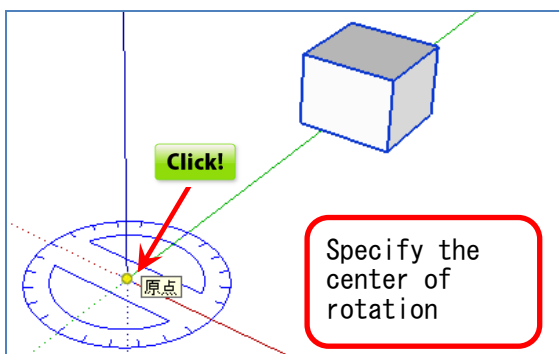 Click!
原点
Specify the
center of
rotation